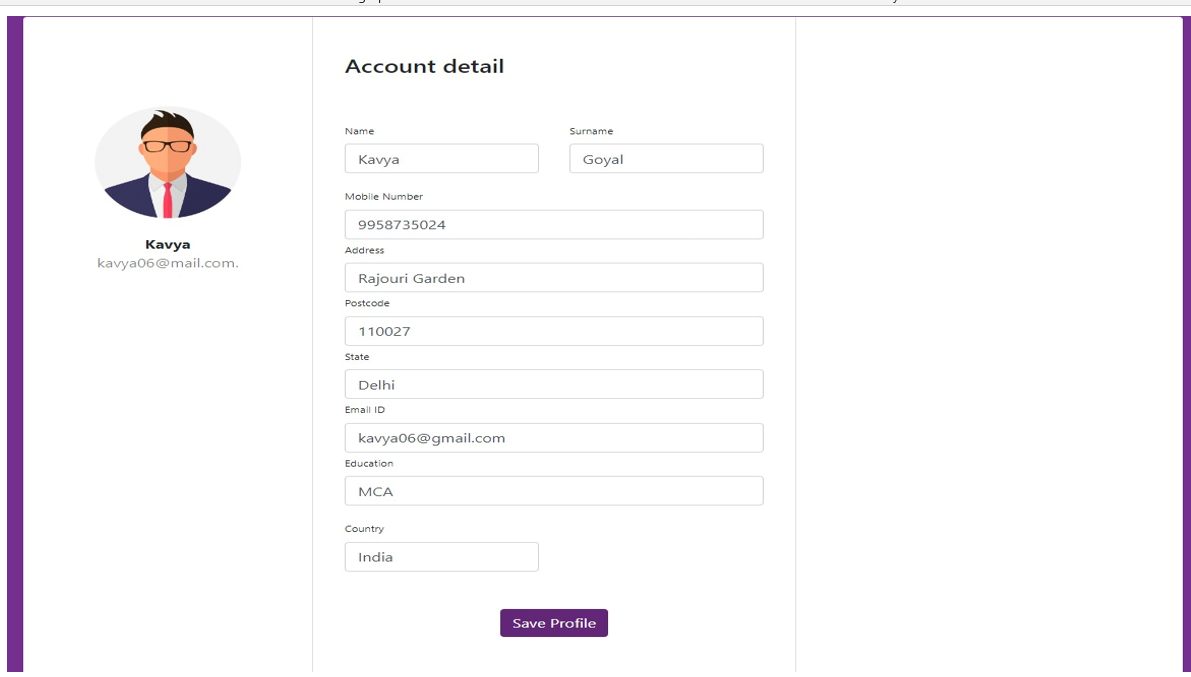 Kavya
kavya06@mail.com.
Account detail
Name Surname
Kavya Goyal
Mobile Number
9958735024
Address
Rajouri Garden
Postcode
110027
State
Delhi
Email ID
kavya06@gmail.com
Education
MCA
Country
India
Save Profile